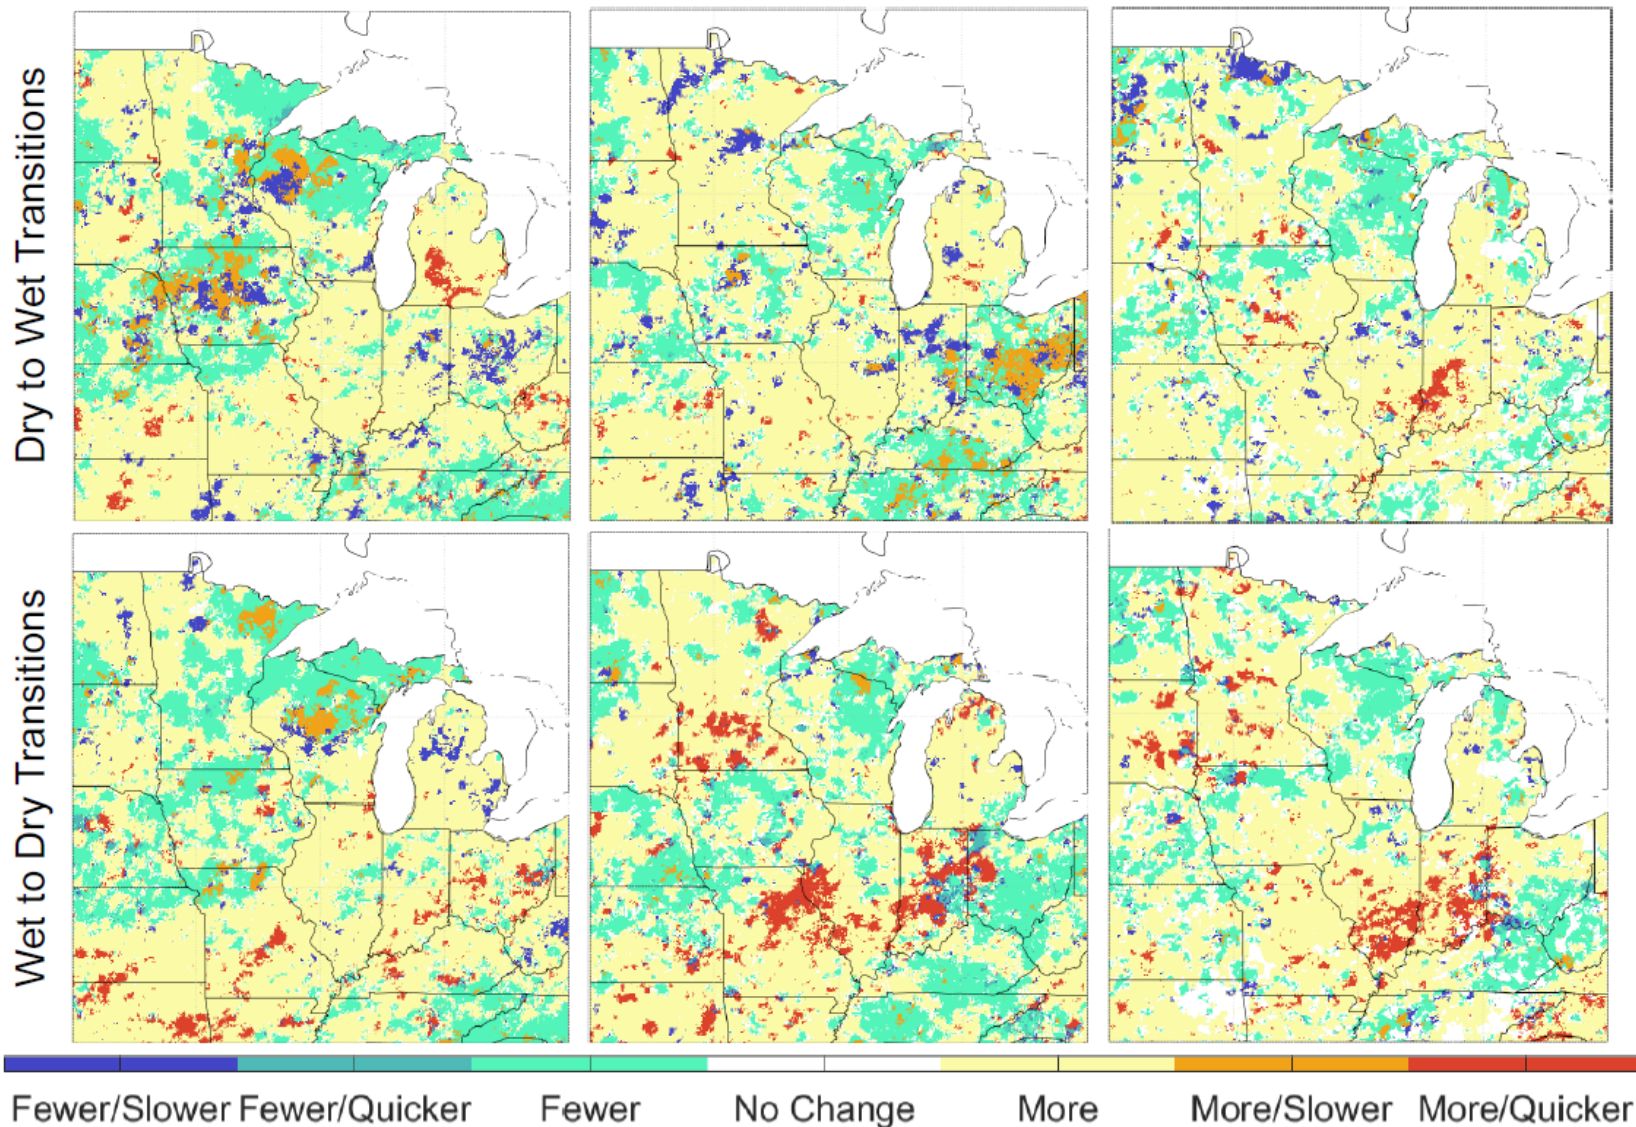 Dry to Wet Transitions
Wet to Dry Transitions
Fewer/Slower Fewer/Quicker Fewer No Change More More/Slower More/Quicker